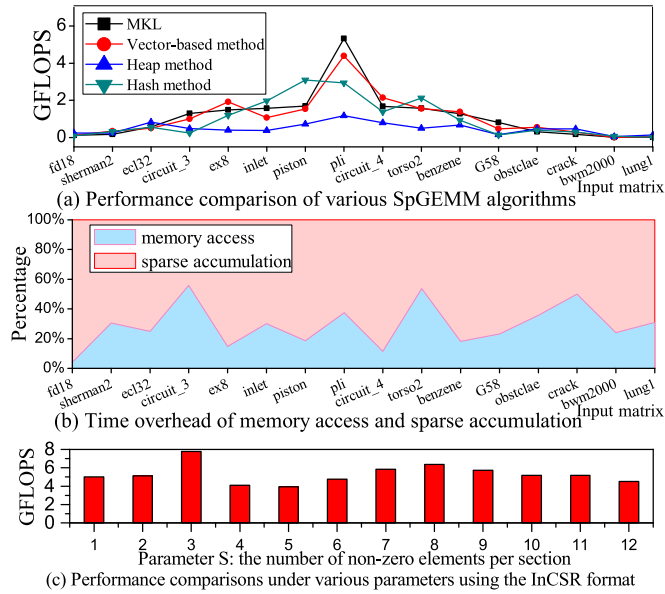 MKL
Vector-based method
Heap method
Hash method
GFLOPS
6
4
2
0
fd18 sherman2 ecl32 circuit_3 ex8 inlet piston pli circuit_4 torso2 benzene G58 obstclae crack bwm2000 lung1
Input matrix
(a) Performance comparison of various SpGEMM algorithms
100%
80%
60%
40%
20%
0%
Percentage
memory access
sparse accumulation
fd18 sherman2 ecl32 circuit_3 ex8 inlet piston pli circuit_4 torso2 benzene G58 obstclae crack bwm2000 lung1
Input matrix
(b) Time overhead of memory access and sparse accumulation
GFLOPS
8
6
4
2
0
1 2 3 4 5 6 7 8 9 10 11 12
Parameter S: the number of non-zero elements per section
(c) Performance comparisons under various parameters using the InCSR format